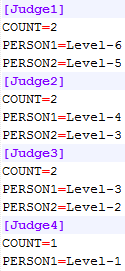 [Judge1]
COUNT=2
PERSON1=Level-6
PERSON2=Level-5
[Judge2]
COUNT=2
PERSON1=Level-4
PERSON2=Level-3
[Judge3]
COUNT=2
PERSON1=Level-3
PERSON2=Level-2
[Judge4]
COUNT=1
PERSON1=Level-1